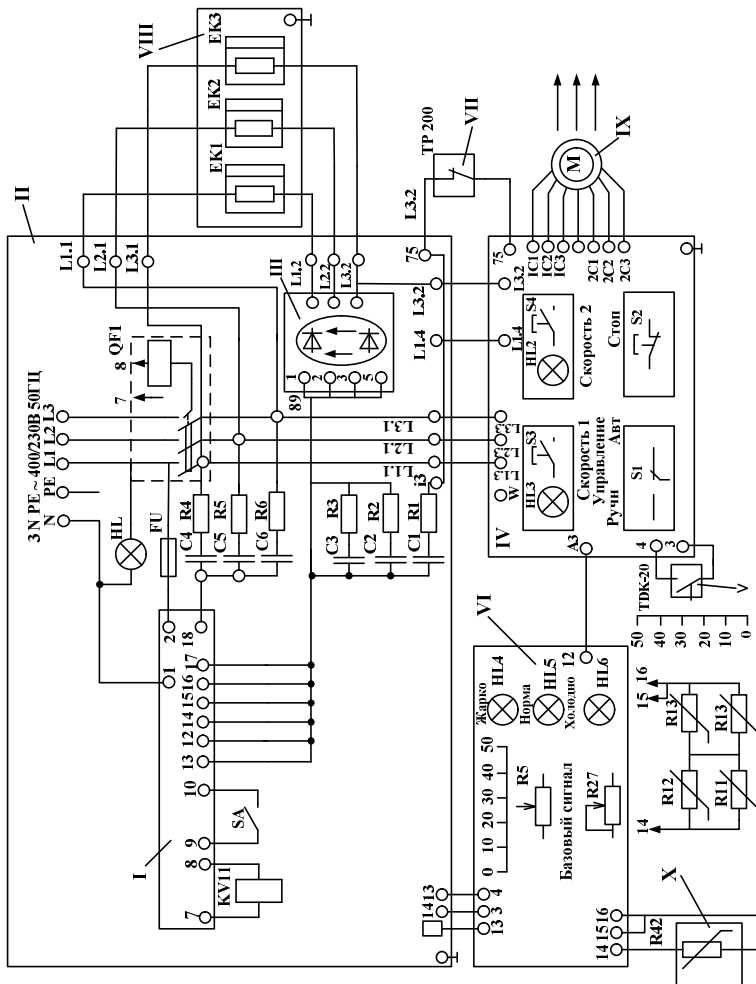 3 N PE ~ 400/230В 50ГЦ
N
PE
L1
L2
L3
HL
FU
QF1
7
8
II
L1.1
L2.1
L3.1
VIII
EK1
EK2
EK3
I
7
8
9
10
13
12
14
15
16
17
1
2
18
KV11
SA
C4
R4
C5
R5
C6
R6
C3
R3
C2
R2
C1
R1
III
89
1
2
3
5
L1.2
L2.2
L3.2
i3
L1.1
L2.1
L3.1
L1.4
L3.2
75
L3.2
ТР 200
VII
14
13
13
3
4
VI
0
10
20
30
40
50
Жарко
HL4
Норма
HL5
Холодно
HL6
12
R5
R27
Базовый сигнал
14
15
16
R42
X
A3
IV
W
L1.3
L2.3
L3.3
L1.4
L3.2
75
HL3
S3
Скорость 1
HL2
S4
Скорость 2
Управление
Ручн
Авт
S1
Стоп
S2
1C1
1C2
1C3
2C1
2C2
2C3
M
IX
4
3
TDK-20
V
50
40
30
20
10
0
14
15
16
R12
R13
R11
R13